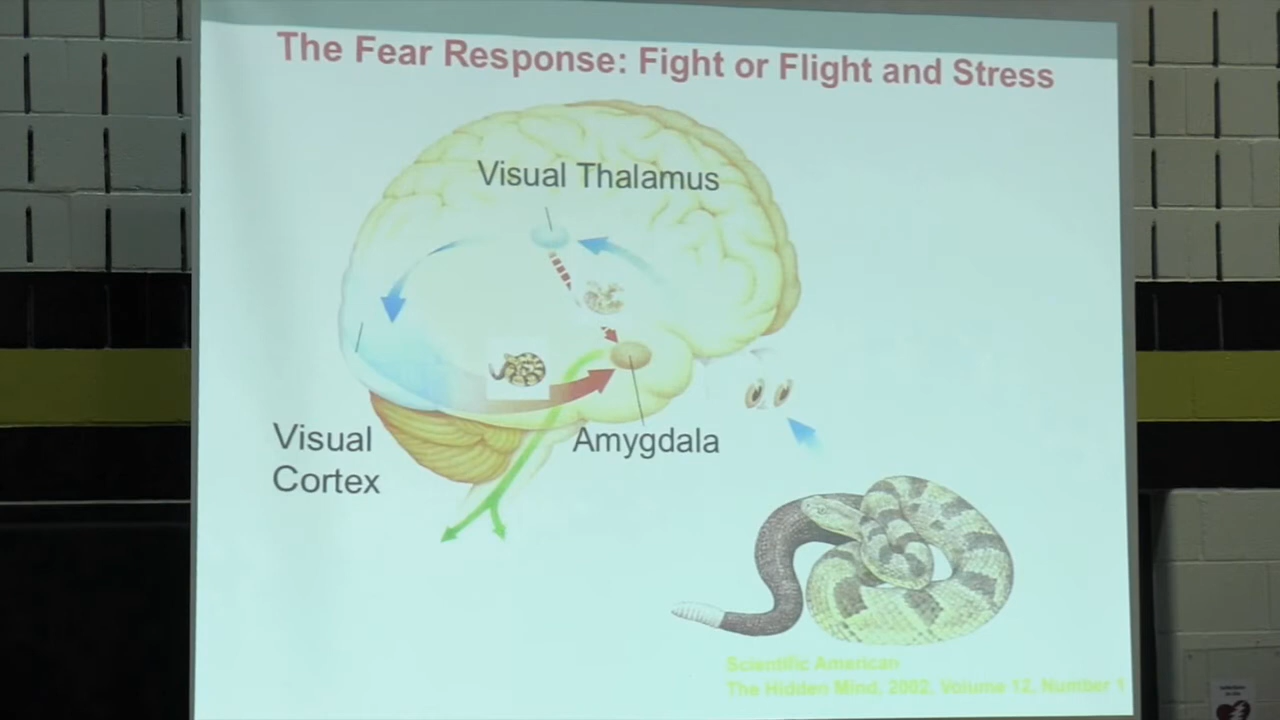 The Fear Response: Fight or Flight and Stress
Visual Thalamus
Visual
Cortex
Amygdala
Scientific American
The Hidden Mind, 2002, Volume 12, Number 1